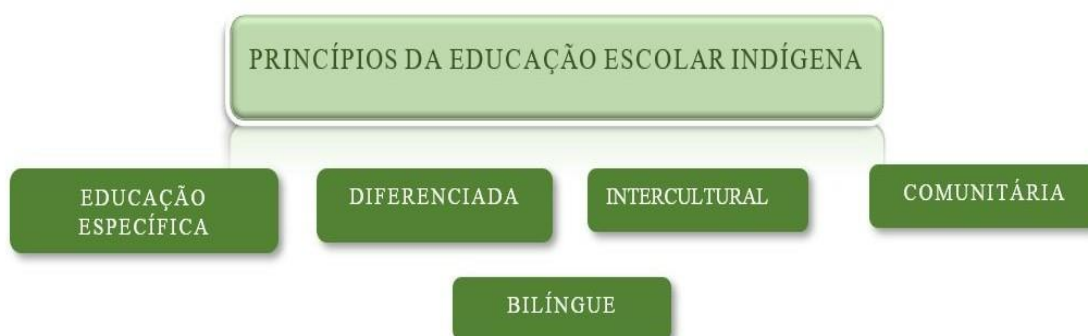 PRINCÍPIOS DA EDUCAÇÃO ESCOLAR INDÍGENA
EDUCAÇÃO
ESPECÍFICA
DIFERENCIADA
INTERCULTURAL
COMUNITÁRIA
BILÍNGUE